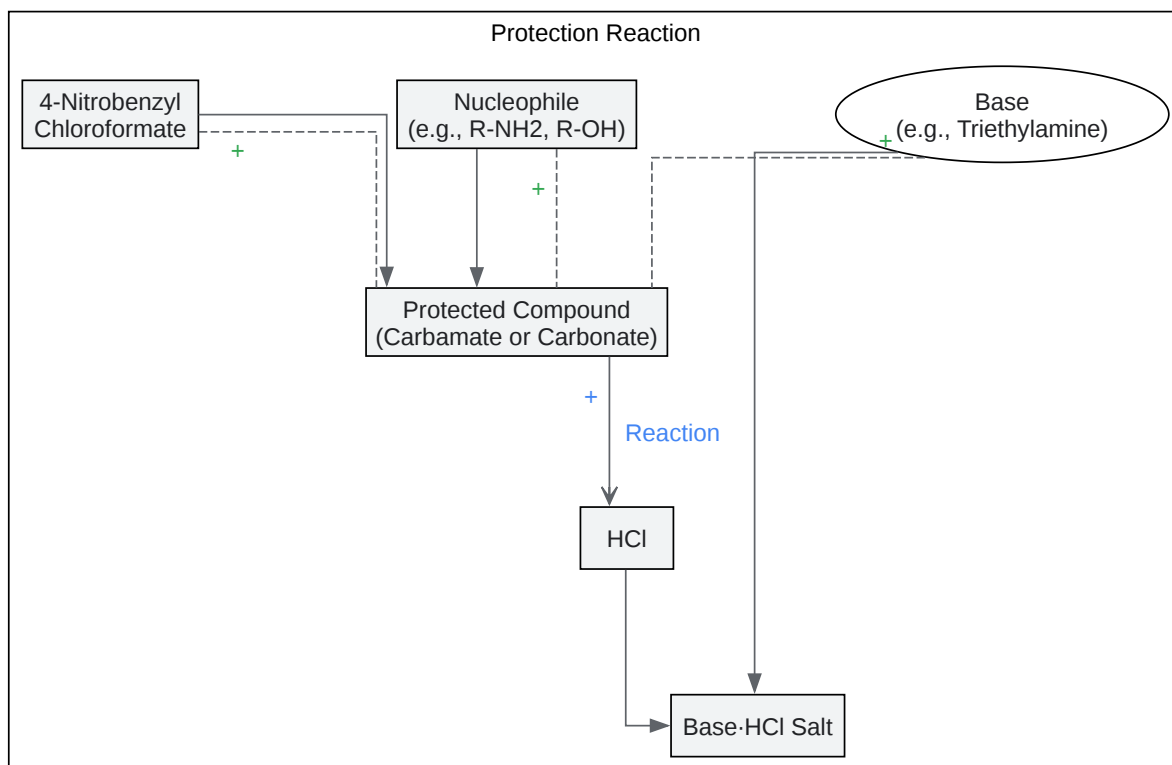 Protection Reaction
4-Nitrobenzyl
Chloroformate
Nucleophile
(e.g., R-NH2, R-OH)
Base
(e.g., Triethylamine)
+
+
+
Protected Compound
(Carbamate or Carbonate)
+
Reaction
HCl
Base·HCl Salt